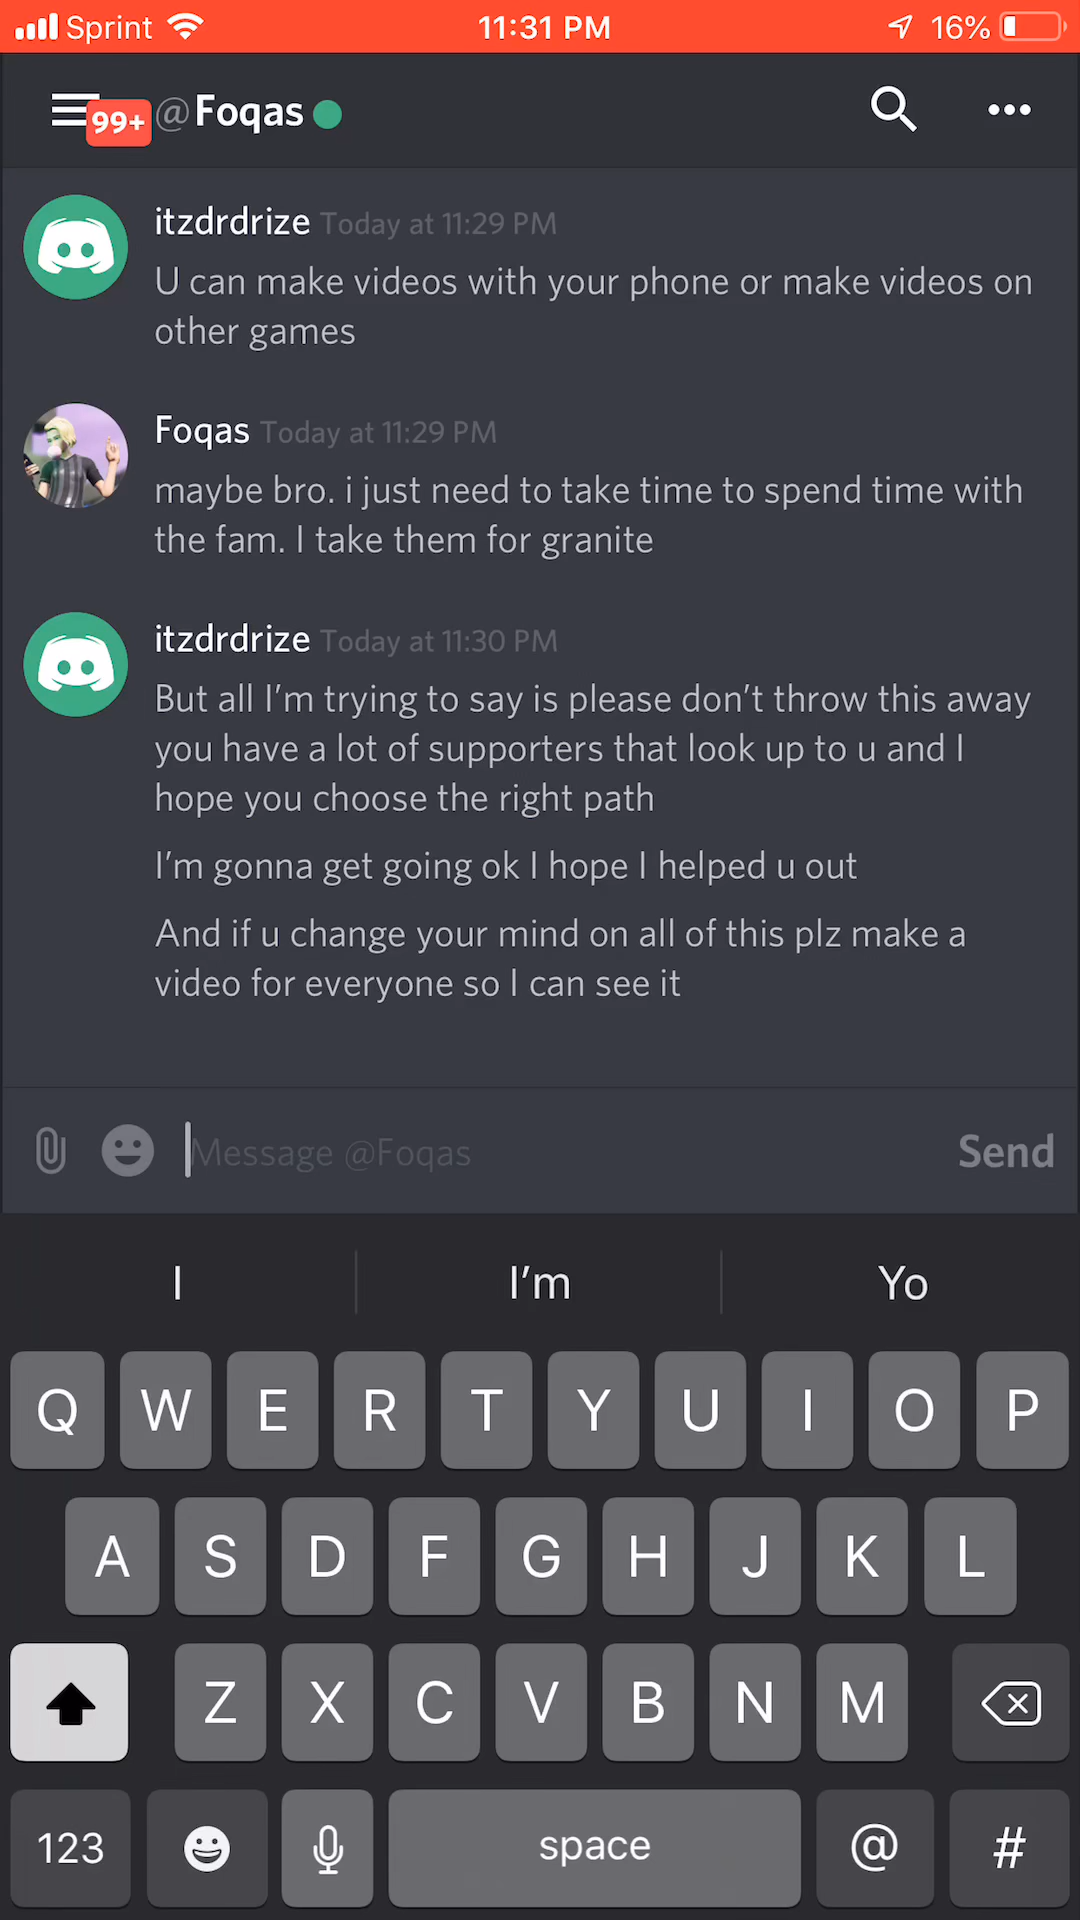 Sprint 11:31 PM 16%
99+ @ Foqas
itzdrdrize Today at 11:29 PM
U can make videos with your phone or make videos on
other games
Foqas Today at 11:29 PM
maybe bro. i just need to take time to spend time with
the fam. I take them for granite
itzdrdrize Today at 11:30 PM
But all I'm trying to say is please don't throw this away
you have a lot of supporters that look up to u and I
hope you choose the right path
I'm gonna get going ok I hope I helped u out
And if u change your mind on all of this plz make a
video for everyone so I can see it
Message @Foqas Send
I I'm Yo
Q W E R T Y U I O P
A S D F G H J K L
Z X C V B N M
123 space @ #